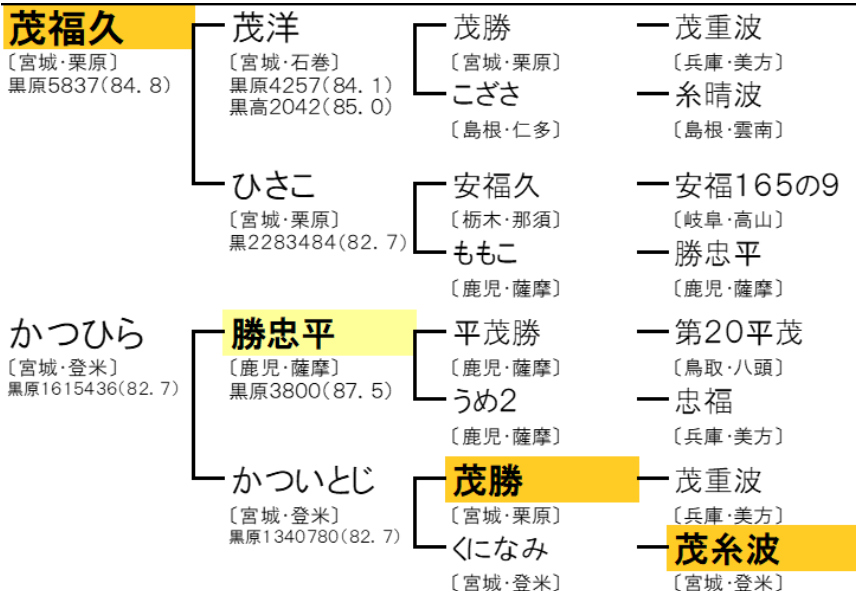 茂福久
〔宮城・栗原〕
黒原5837(84. 8)
茂洋
〔宮城・石巻〕
黒原4257(84. 1)
黒高2042(85. 0)
茂勝
〔宮城・栗原〕
茂重波
〔兵庫・美方〕
こざさ
〔島根・仁多〕
糸晴波
〔島根・雲南〕
ひさこ
〔宮城・栗原〕
黒2283484(82. 7)
安福久
〔栃木・那須〕
安福165の9
〔岐阜・高山〕
ももこ
〔鹿児・薩摩〕
勝忠平
〔鹿児・薩摩〕
かつひら
〔宮城・登米〕
黒原1615436(82. 7)
勝忠平
〔鹿児・薩摩〕
黒原3800(87. 5)
平茂勝
〔鹿児・薩摩〕
第20平茂
〔鳥取・八頭〕
うめ2
〔鹿児・薩摩〕
忠福
〔兵庫・美方〕
かついとじ
〔宮城・登米〕
黒原1340780(82. 7)
茂勝
〔宮城・栗原〕
茂重波
〔兵庫・美方〕
くになみ
〔宮城・登米〕
茂糸波
〔宮城・登米〕